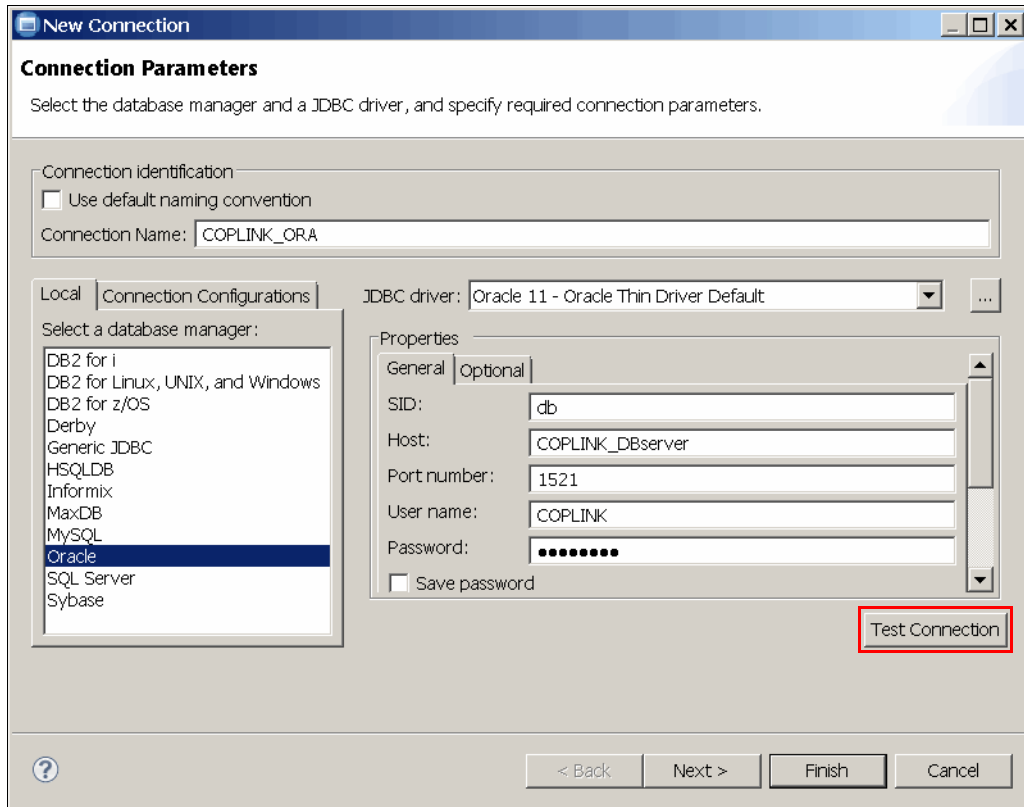 New Connection
Connection Parameters
Select the database manager and a JDBC driver, and specify required connection parameters.
Connection identification
Use default naming convention
Connection Name: COPLINK_ORA
Local
Connection Configurations
Select a database manager:
DB2 for i
DB2 for Linux, UNIX, and Windows
DB2 for z/OS
Derby
Generic JDBC
HSQLDB
Informix
MaxDB
MySQL
Oracle
SQL Server
Sybase
JDBC driver: Oracle 11 - Oracle Thin Driver Default
...
Properties
General
Optional
SID: db
Host: COPLINK_DBserver
Port number: 1521
User name: COPLINK
Password: ●●●●●●●●
Save password
Test Connection
?
< Back
Next >
Finish
Cancel